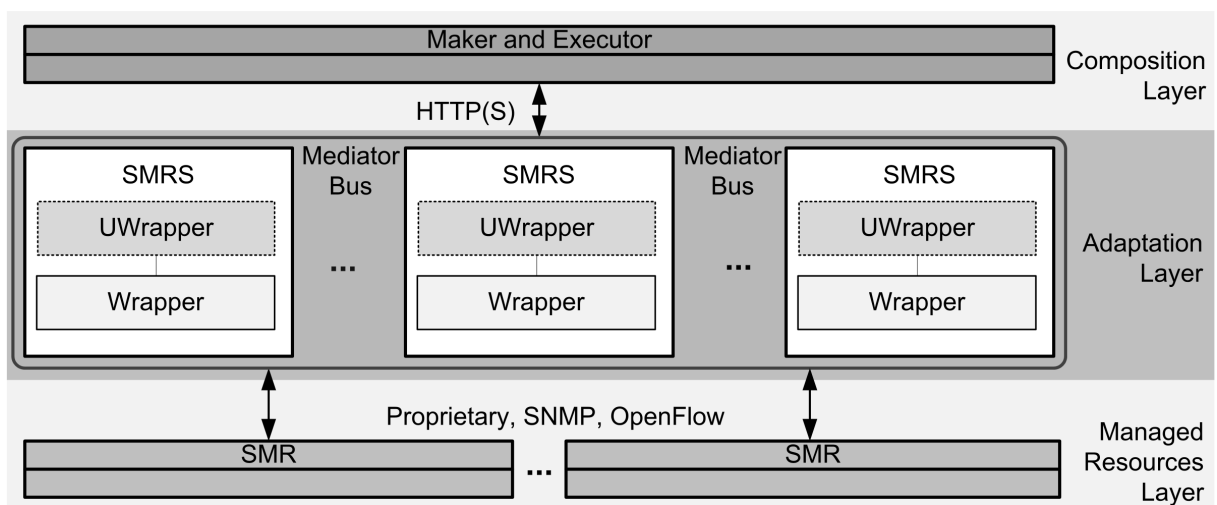 Maker and Executor
Composition
Layer
HTTP(S)
SMRS
UWrapper
Wrapper
Mediator
Bus
...
SMRS
UWrapper
Wrapper
Mediator
Bus
...
SMRS
UWrapper
Wrapper
Adaptation
Layer
Proprietary, SNMP, OpenFlow
SMR
...
SMR
Managed
Resources
Layer